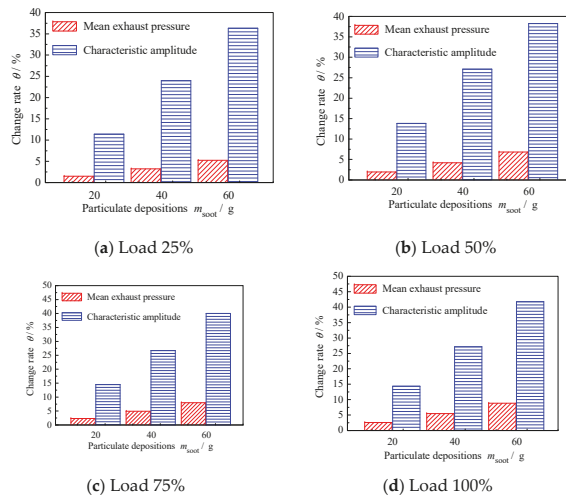 40
35
30
25
20
15
10
5
0
Change rate θ / %
Mean exhaust pressure
Characteristic amplitude
20 40 60
Particulate depositions m_soot / g
(a) Load 25%
40
35
30
25
20
15
10
5
0
Change rate θ / %
Mean exhaust pressure
Characteristic amplitude
20 40 60
Particulate depositions m_soot / g
(b) Load 50%
50
45
40
35
30
25
20
15
10
5
0
Change rate θ / %
Mean exhaust pressure
Characteristic amplitude
20 40 60
Particulate depositions m_soot / g
(c) Load 75%
50
45
40
35
30
25
20
15
10
5
0
Change rate θ / %
Mean exhaust pressure
Characteristic amplitude
20 40 60
Particulate depositions m_soot / g
(d) Load 100%